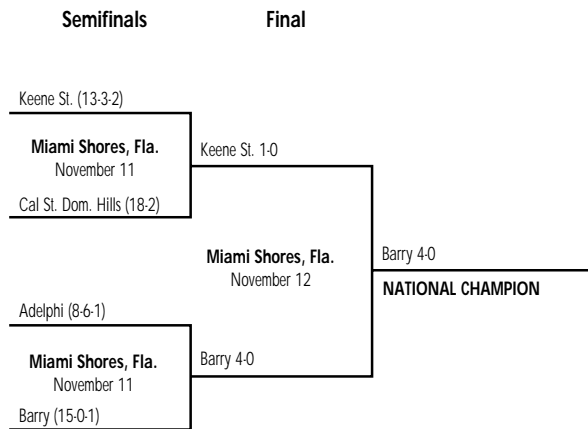 Semifinals
Final
Keene St. (13-3-2)
Miami Shores, Fla.
November 11
Cal St. Dom. Hills (18-2)
Keene St. 1-0
Miami Shores, Fla.
November 12
Barry 4-0
NATIONAL CHAMPION
Adelphi (8-6-1)
Miami Shores, Fla.
November 11
Barry (15-0-1)
Barry 4-0